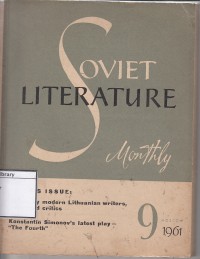 SOVIET
LITERATURE
Monthly
S ISSUE:
y modern Lithuanian writers,
d critics
Konstantin Simonov's latest play —
"The Fourth"
9
1961